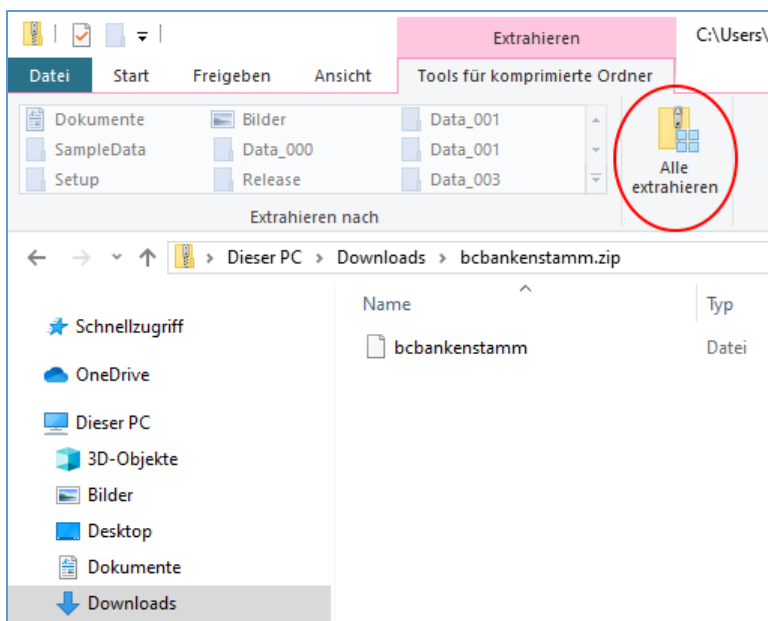 Extrahieren C:\Users\
Datei Start Freigeben Ansicht Tools für komprimierte Ordner
Dokumente Bilder Data_001
SampleData Data_000 Data_001
Setup Release Data_003
Alle
extrahieren
Extrahieren nach
Dieser PC > Downloads > bcbankenstamm.zip
Name Typ
bcbankenstamm Datei
Schnellzugriff
OneDrive
Dieser PC
3D-Objekte
Bilder
Desktop
Dokumente
Downloads